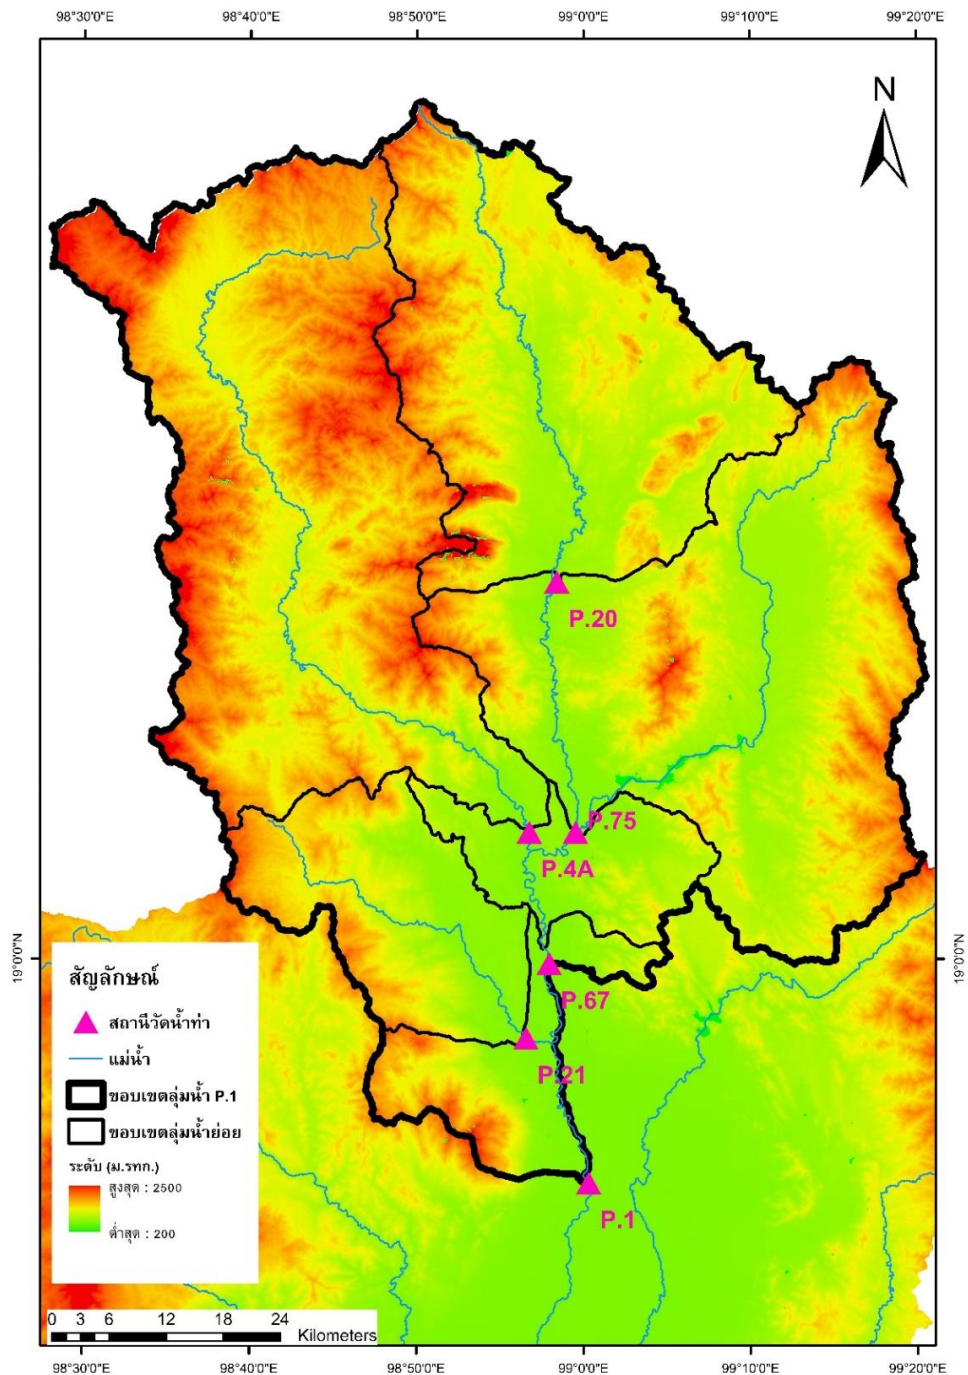 98°30'0"E 98°40'0"E 98°50'0"E 99°0'0"E 99°10'0"E 99°20'0"E
N
P.20
P.75
P.4A
19°0'0"N 19°0'0"N
P.67
P.21
P.1
สัญลักษณ์
สถานีวัดน้ำท่า
แม่น้ำ
ขอบเขตลุ่มน้ำ P.1
ขอบเขตลุ่มน้ำย่อย
ระดับ (ม.รทก.)
สูงสุด : 2500
ต่ำสุด : 200
0 3 6 12 18 24
Kilometers
98°30'0"E 98°40'0"E 98°50'0"E 99°0'0"E 99°10'0"E 99°20'0"E